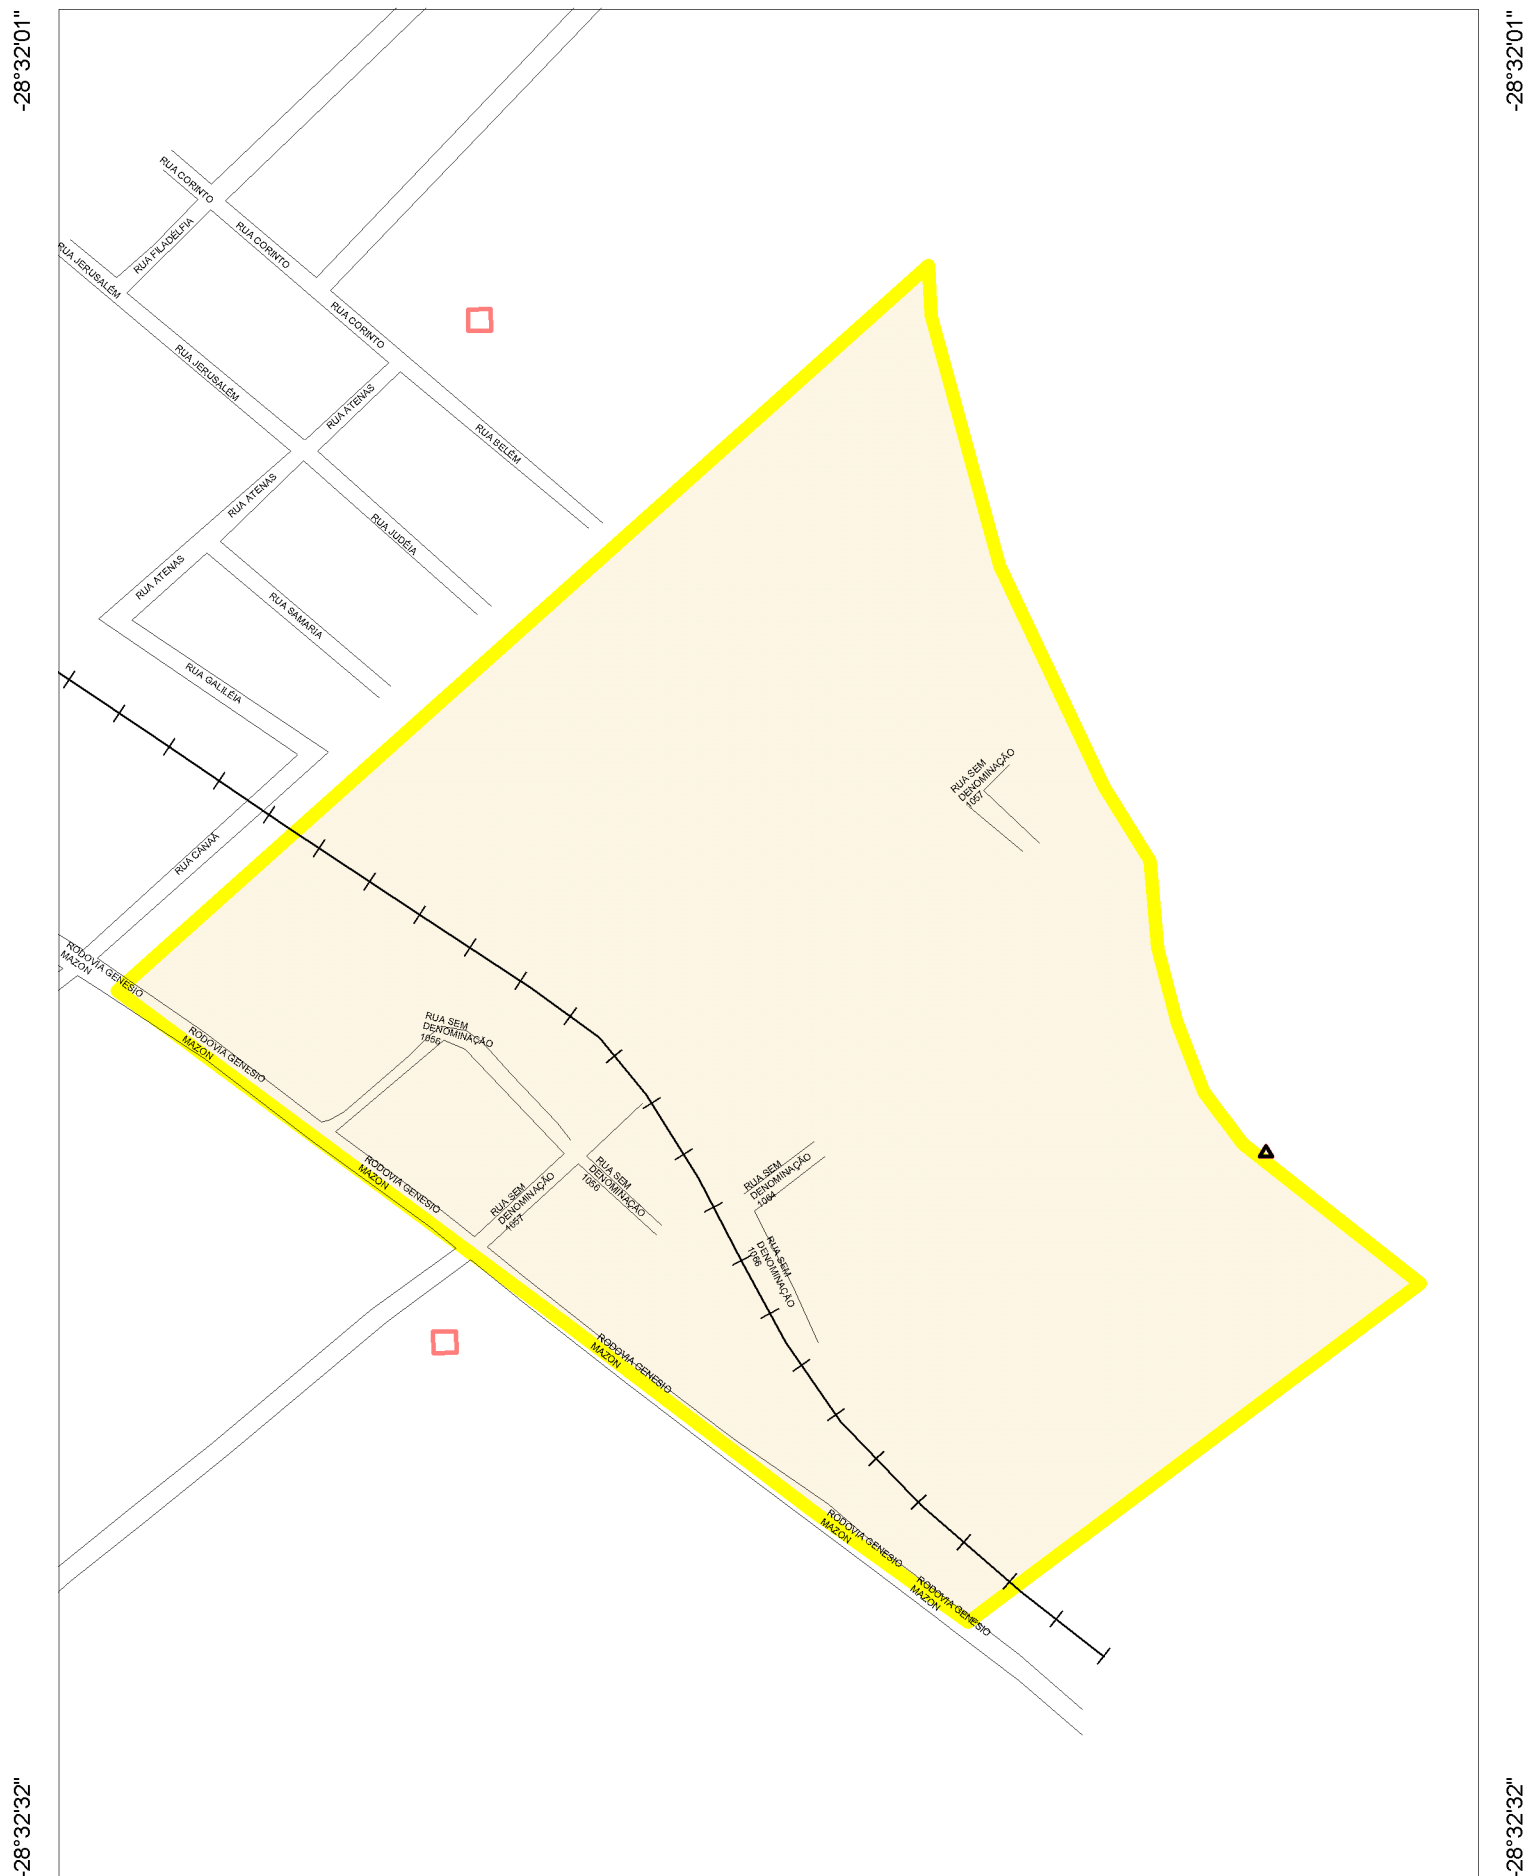 -28°32'01"
-28°32'01"
RUA CORINTO
RUA FILADÉLFIA
RUA CORINTO
RUA JERUSALÉM
RUA CORINTO
RUA JERUSALÉM
RUA ATENAS
RUA BELÉM
RUA ATENAS
RUA JUDÉIA
RUA ATENAS
RUA SAMARIA
RUA GALILÉIA
RUA SEM
DENOMINAÇÃO
1057
RUA CANAÃ
RODOVIA GENESIO
MAZON
RODOVIA GENESIO
MAZON
RUA SEM
DENOMINAÇÃO
1056
RODOVIA GENESIO
MAZON
RUA SEM
DENOMINAÇÃO
1057
RUA SEM
DENOMINAÇÃO
1056
RUA SEM
DENOMINAÇÃO
1064
RUA SEM
DENOMINAÇÃO
1066
RODOVIA GENESIO
MAZON
RODOVIA GENESIO
MAZON
RODOVIA GENESIO
MAZON
-28°32'32"
-28°32'32"